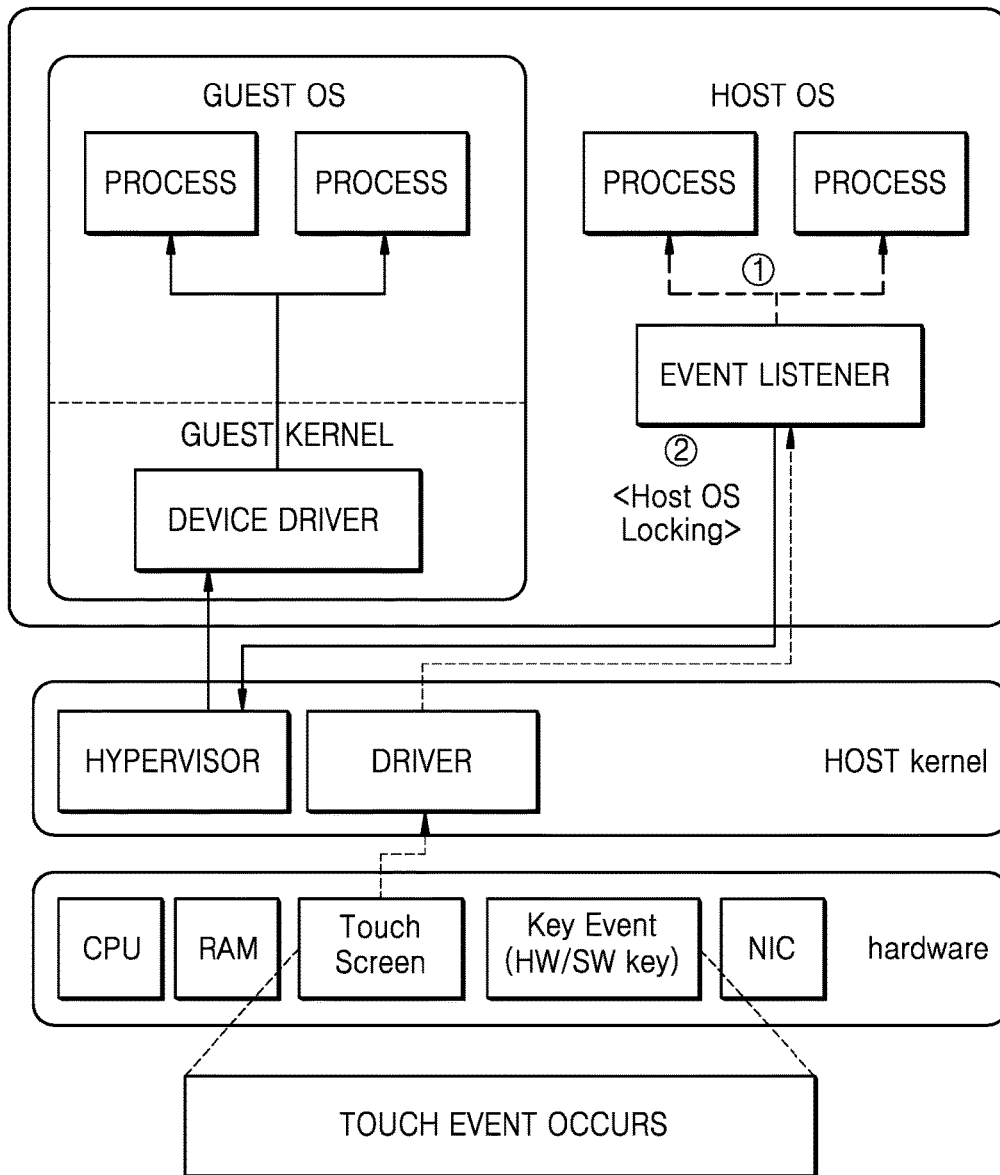 GUEST OS
HOST OS
PROCESS
PROCESS
PROCESS
PROCESS
①
EVENT LISTENER
GUEST KERNEL
②
<Host OS
Locking>
DEVICE DRIVER
HYPERVISOR
DRIVER
HOST kernel
CPU
RAM
Touch
Screen
Key Event
(HW/SW key)
NIC
hardware
TOUCH EVENT OCCURS